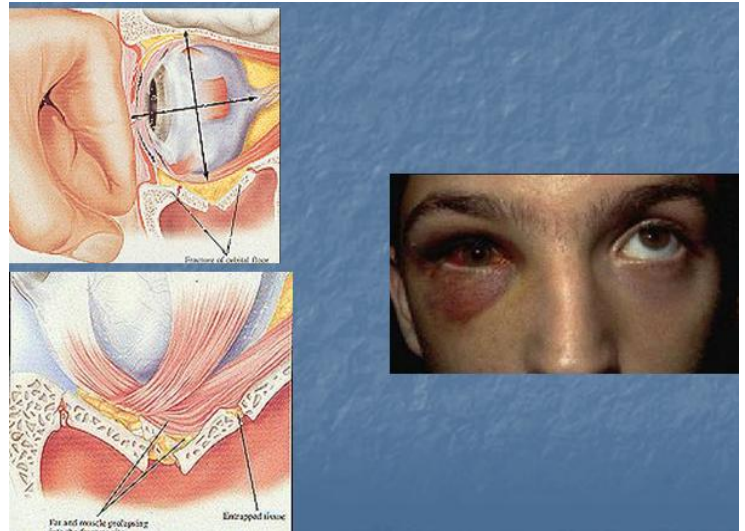 Fracture of orbital floor
Entrapped tissue
Fat and muscle prolapsing